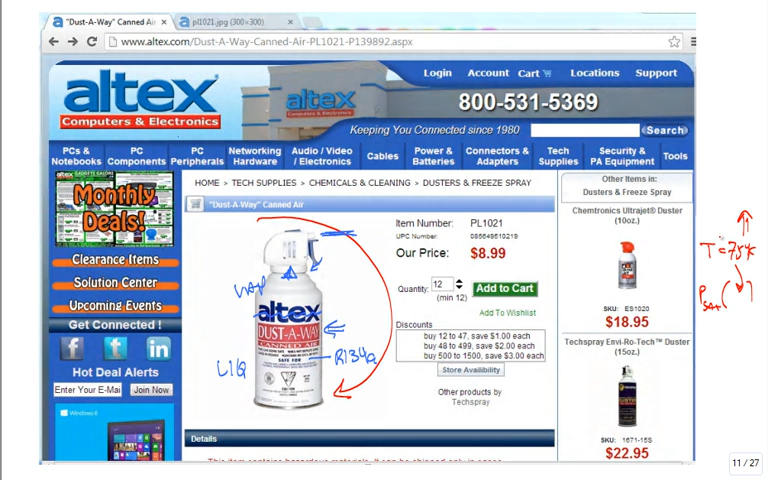 "Dust-A-Way" Canned Air ×
pl1021.jpg (300×300) ×
www.altex.com/Dust-A-Way-Canned-Air-PL1021-P139892.aspx
Login Account Cart Locations Support
altex
Computers & Electronics
altex
800-531-5369
Keeping You Connected since 1980
Search
PCs & Notebooks
PC Components
PC Peripherals
Networking Hardware
Audio / Video / Electronics
Cables
Power & Batteries
Connectors & Adapters
Tech Supplies
Security & PA Equipment
Tools
Monthly
Deals!
Clearance Items
Solution Center
Upcoming Events
Get Connected !
Hot Deal Alerts
Enter Your E-Mai
Join Now
Windows 8
HOME > TECH SUPPLIES > CHEMICALS & CLEANING > DUSTERS & FREEZE SPRAY
"Dust-A-Way" Canned Air
altex
DUST-A-WAY
CANNED AIR
SAFE FOR
VAP
LIQ
R134a
Item Number: PL1021
UPC Number: 085649610219
Our Price: $8.99
Quantity: 12
(min 12)
Add to Cart
Add to Wishlist
Discounts
buy 12 to 47, save $1.00 each
buy 48 to 499, save $2.00 each
buy 500 to 1500, save $3.00 each
Store Availability
Other products by
Techspray
Details
Other Items in:
Dusters & Freeze Spray
Chemtronics Ultrajet® Duster
(10oz.)
SKU: ES1020
$18.95
Techspray Envi-Ro-Tech™ Duster
(15oz.)
SKU: 1671-15S
$22.95
11 / 27